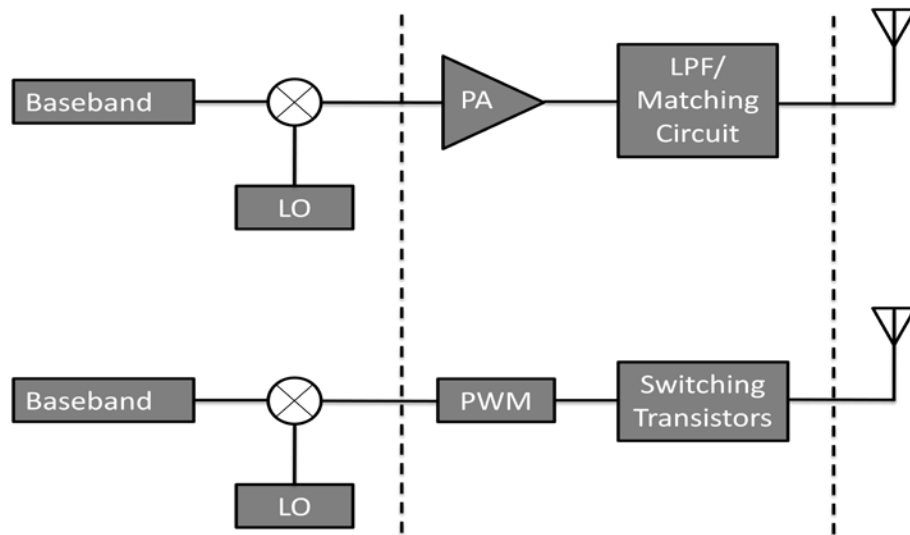 Baseband
LO
PA
LPF/
Matching
Circuit
Baseband
LO
PWM
Switching
Transistors